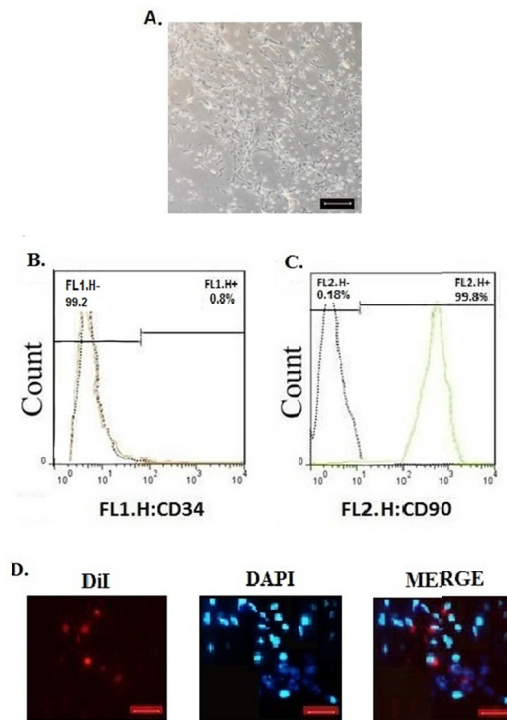 A.
B.
FL1.H-
99.2
FL1.H+
0.8%
Count
0
10^0 10^1 10^2 10^3 10^4
FL1.H:CD34
C.
FL2.H-
0.18%
FL2.H+
99.8%
Count
0
10^0 10^1 10^2 10^3 10^4
FL2.H:CD90
D.
DiI
DAPI
MERGE